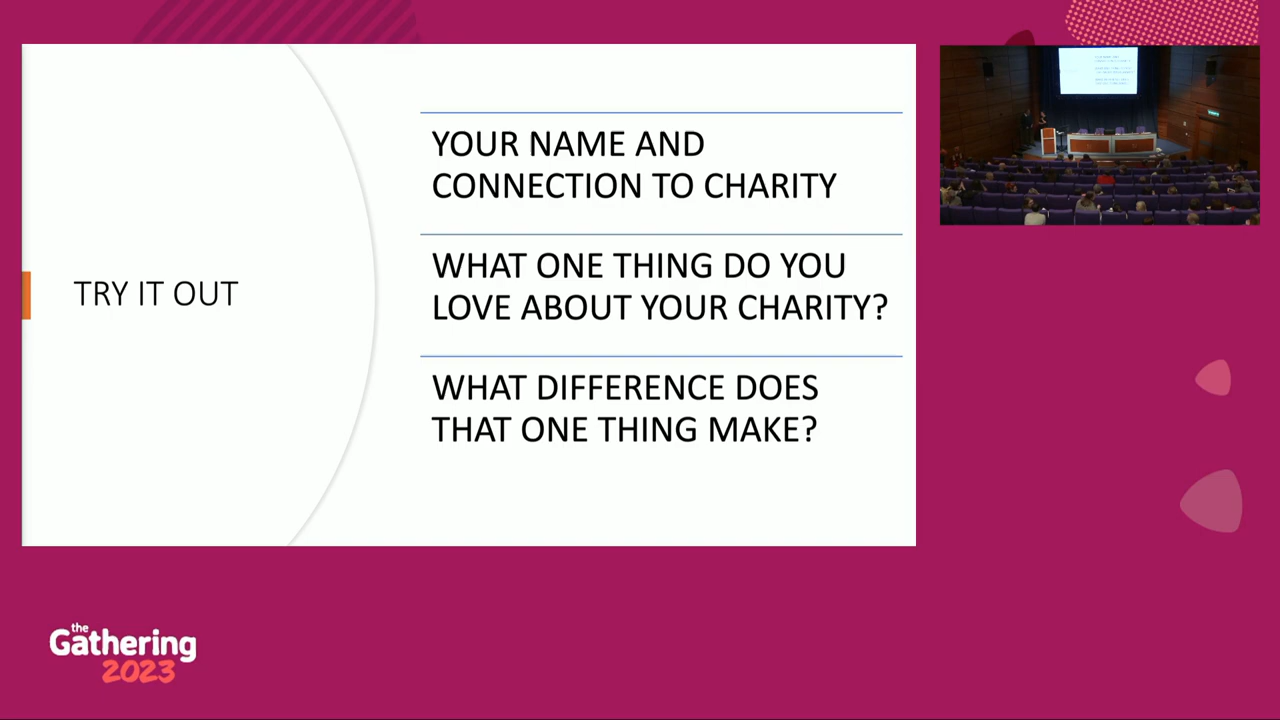 TRY IT OUT
YOUR NAME AND
CONNECTION TO CHARITY
WHAT ONE THING DO YOU
LOVE ABOUT YOUR CHARITY?
WHAT DIFFERENCE DOES
THAT ONE THING MAKE?
the
Gathering
2023